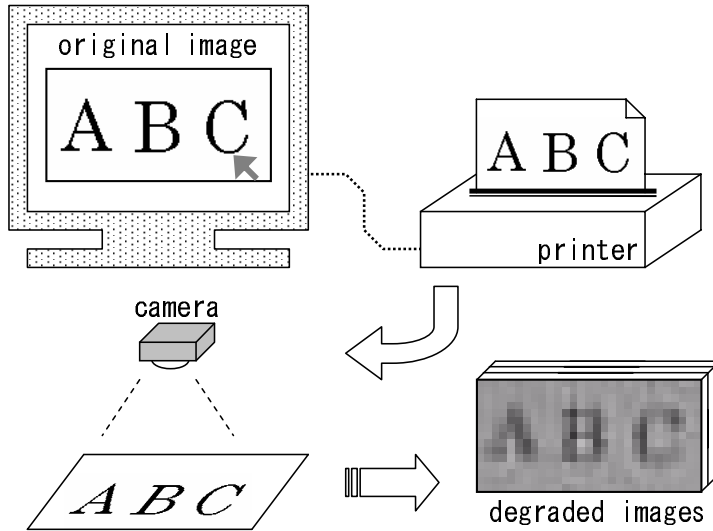 original image
A B C
A B C
printer
camera
A B C
A B C
degraded images